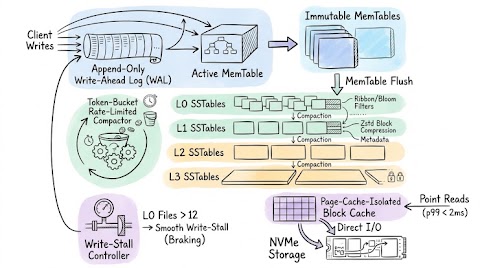 Client
Writes
Append-Only
Write-Ahead Log (WAL)
Active MemTable
Immutable MemTables
MemTable Flush
Token-Bucket
Rate-Limited
Compactor
L0 SSTables
Ribbon/Bloom
Filters
Compaction
L1 SSTables
Zstd Block
Compression
Metadata
Compaction
L2 SSTables
Compaction
L3 SSTables
Write-Stall
Controller
L0 Files > 12
→ Smooth Write-Stall
(Braking)
Page-Cache-Isolated
Block Cache
Point Reads
(p99 < 2ms)
Direct I/O
NVMe
Storage